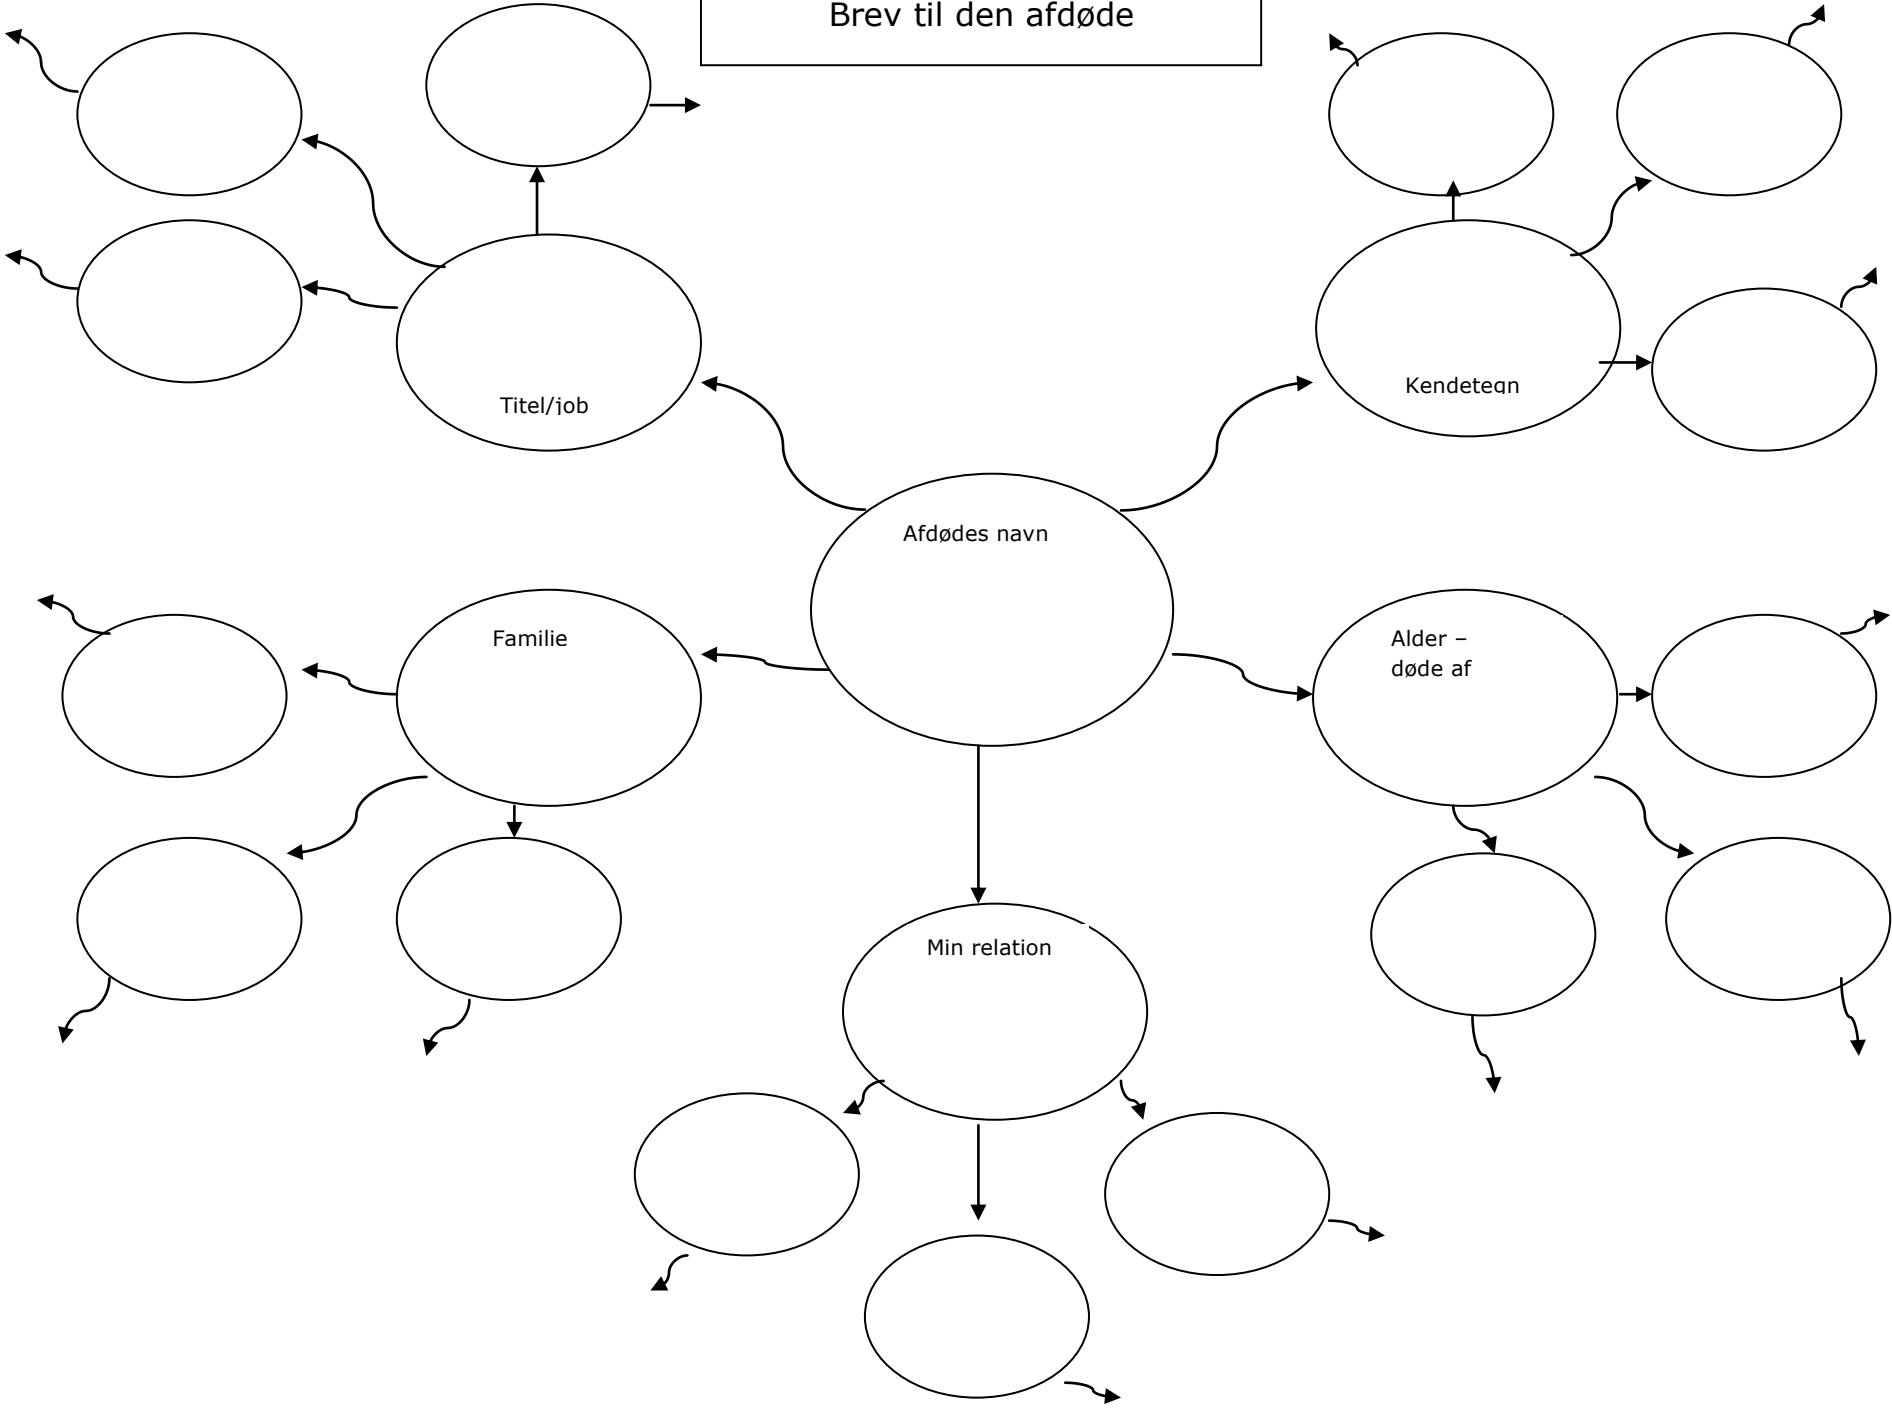 Brev til den afdøde
Titel/job
Kendetegn
Afdødes navn
Familie
Alder –
døde af
Min relation